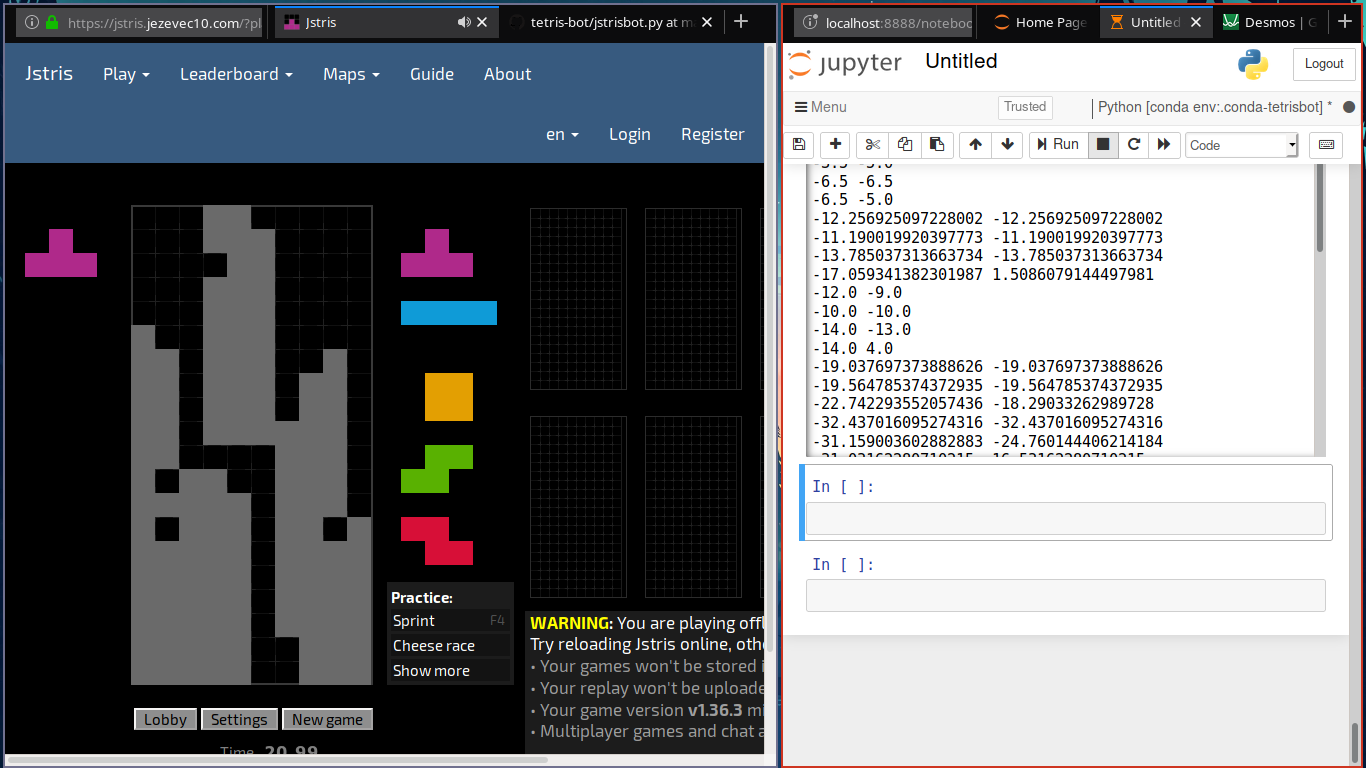 https://jstris.jezevec10.com/?pl
Jstris
tetris-bot/jstrisbot.py at ma
localhost:8888/noteboo
Home Page
Untitled
Desmos | G
Jstris
Play
Leaderboard
Maps
Guide
About
en
Login
Register
Practice:
Sprint F4
Cheese race
Show more
WARNING: You are playing offl
Try reloading Jstris online, oth
• Your games won't be stored i
• Your replay won't be uploade
• Your game version v1.36.3 mi
• Multiplayer games and chat a
Lobby
Settings
New game
Time 20.99
jupyter
Untitled
Logout
Menu
Trusted
Python [conda env:.conda-tetrisbot] *
Run
Code
-6.5 -6.5
-6.5 -5.0
-12.256925097228002 -12.256925097228002
-11.190019920397773 -11.190019920397773
-13.785037313663734 -13.785037313663734
-17.059341382301987 1.5086079144497981
-12.0 -9.0
-10.0 -10.0
-14.0 -13.0
-14.0 4.0
-19.037697373888626 -19.037697373888626
-19.564785374372935 -19.564785374372935
-22.742293552057436 -18.29033262989728
-32.437016095274316 -32.437016095274316
-31.159003602882883 -24.760144406214184
In [ ]:
In [ ]: